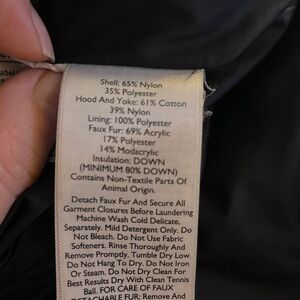 Shell: 65% Nylon
35% Polyester
Hood And Yoke: 61% Cotton
39% Nylon
Lining: 100% Polyester
Faux Fur: 69% Acrylic
17% Polyester
14% Modacrylic
Insulation: DOWN
(MINIMUM 80% DOWN)
Contains Non-Textile Parts Of
Animal Origin.
Detach Faux Fur And Secure All
Garment Closures Before Laundering
Machine Wash Cold Delicate,
Separately. Mild Detergent Only. Do
Not Bleach. Do Not Use Fabric
Softeners. Rinse Thoroughly And
Remove Promptly. Tumble Dry Low.
Do Not Hang To Dry. Do Not Iron
Or Steam. Do Not Dry Clean For
Best Results Dry With Clean Tennis
Ball. FOR CARE OF FAUX
DETACHABLE FUR: Remove And